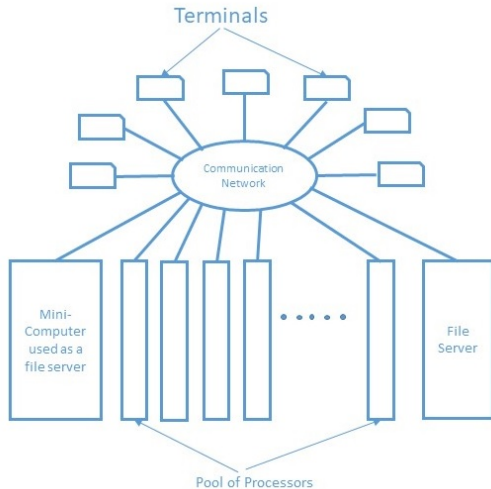 Terminals
Communication
Network
Mini-
Computer
used as a
file server
File
Server
Pool of Processors